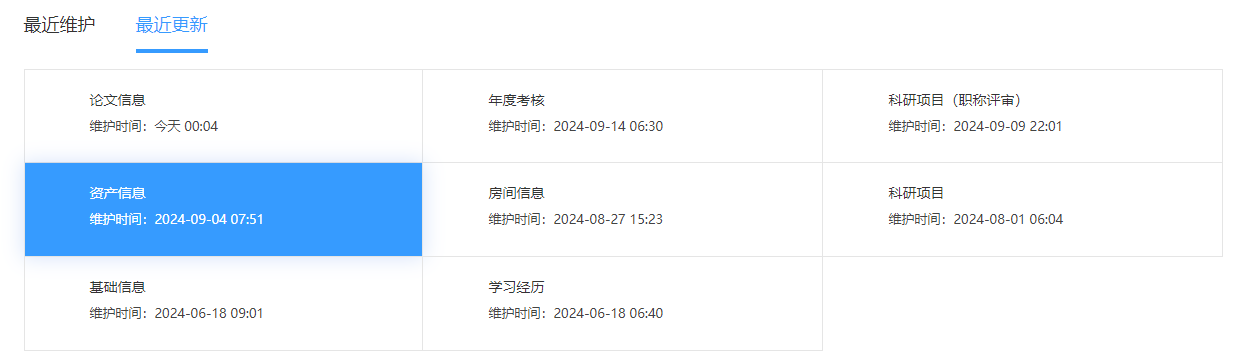 最近维护 最近更新
论文信息 年度考核 科研项目（职称评审）
维护时间：今天 00:04 维护时间：2024-09-14 06:30 维护时间：2024-09-09 22:01
资产信息 房间信息 科研项目
维护时间：2024-09-04 07:51 维护时间：2024-08-27 15:23 维护时间：2024-08-01 06:04
基础信息 学习经历
维护时间：2024-06-18 09:01 维护时间：2024-06-18 06:40